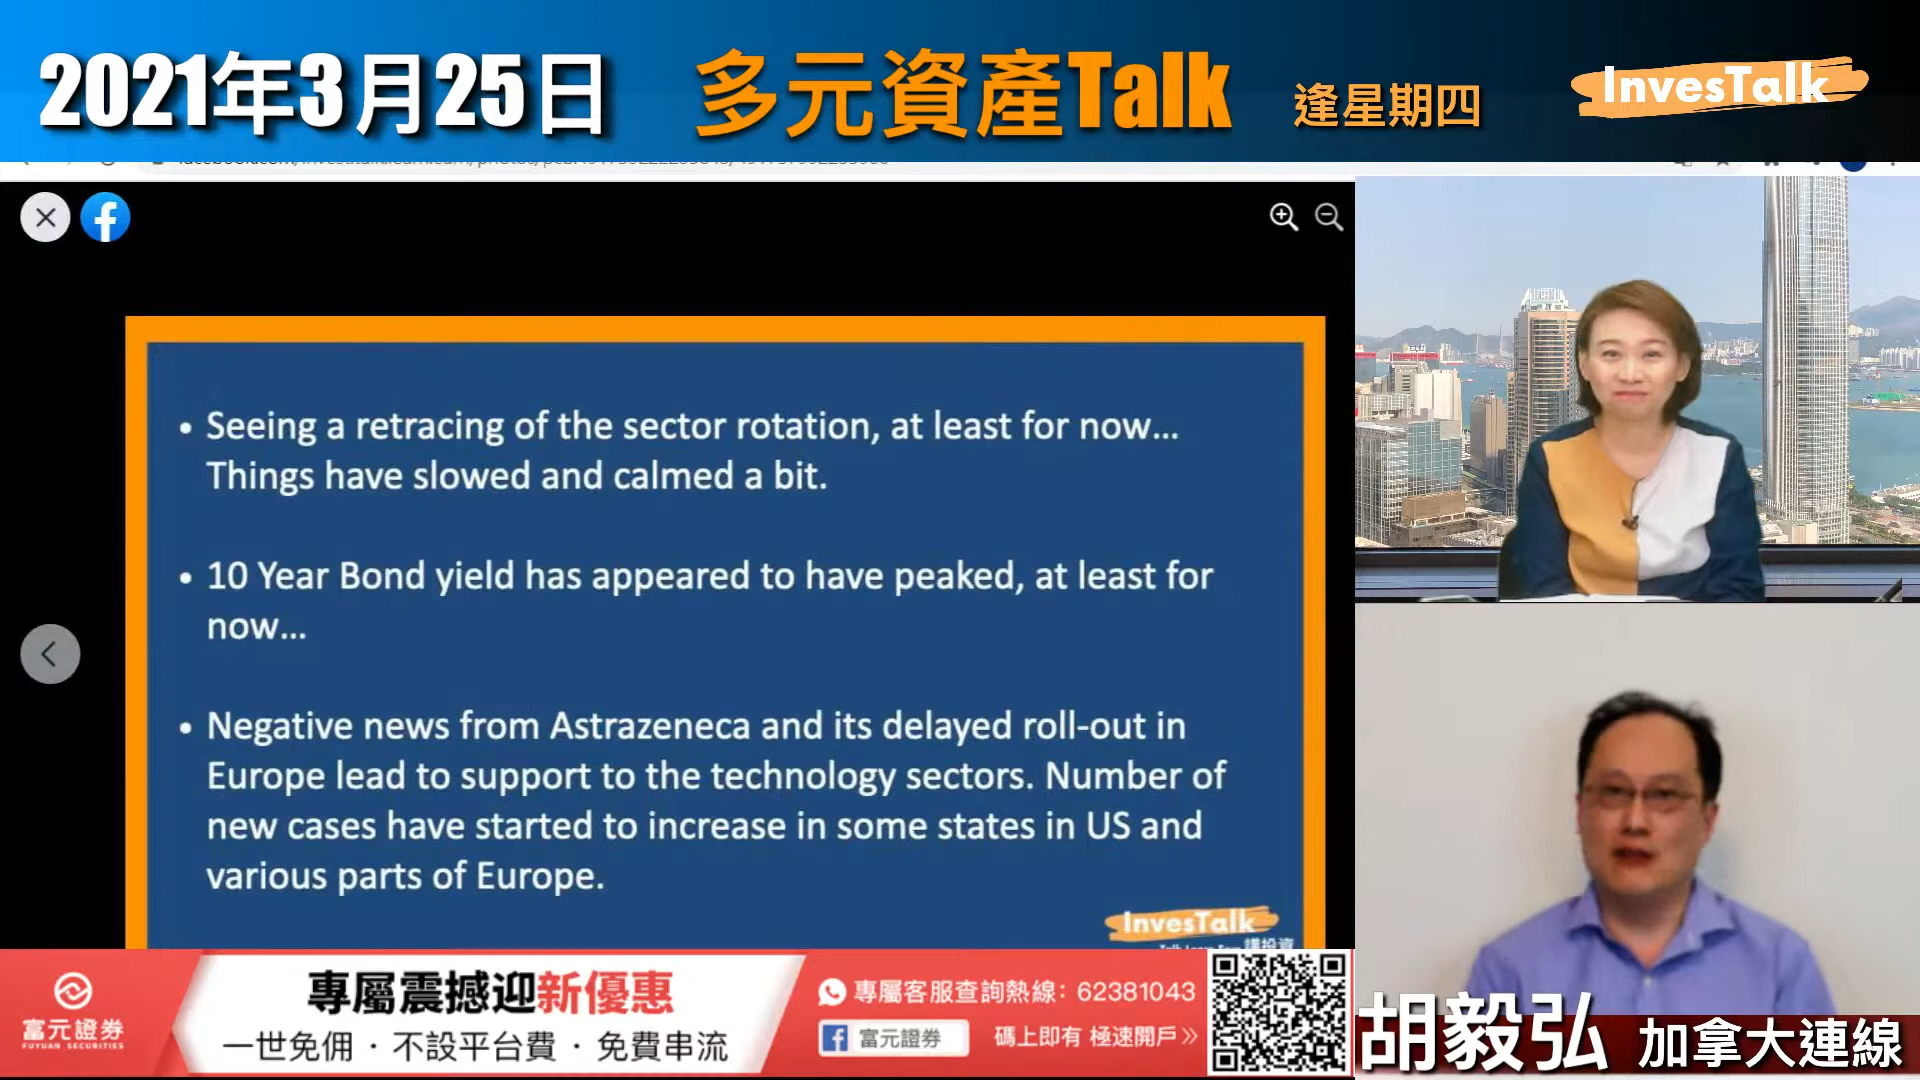 2021年3月25日
多元資產Talk
逢星期四
InvesTalk
• Seeing a retracing of the sector rotation, at least for now...
Things have slowed and calmed a bit.
• 10 Year Bond yield has appeared to have peaked, at least for
now...
• Negative news from Astrazeneca and its delayed roll-out in
Europe lead to support to the technology sectors. Number of
new cases have started to increase in some states in US and
various parts of Europe.
InvesTalk
富元證券
FUYUAN SECURITIES
專屬震撼迎新優惠
一世免佣 · 不設平台費 · 免費串流
專屬客服查詢熱線: 62381043
富元證券
碼上即有 極速開戶 »
胡毅弘
加拿大連線